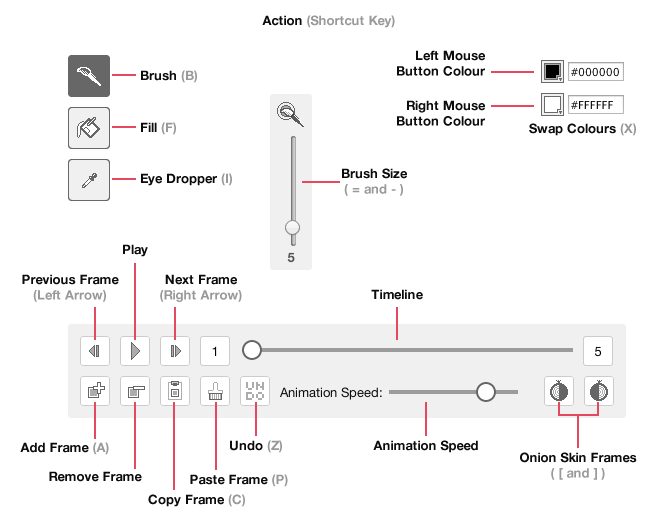 Action (Shortcut Key)
Brush (B)
Fill (F)
Eye Dropper (I)
Left Mouse
Button Colour
#000000
Right Mouse
Button Colour
#FFFFFF
Swap Colours (X)
Brush Size
( = and - )
5
Play
Previous Frame
(Left Arrow)
Next Frame
(Right Arrow)
Timeline
1
5
UN
DO
Animation Speed:
Add Frame (A)
Remove Frame
Copy Frame (C)
Paste Frame (P)
Undo (Z)
Animation Speed
Onion Skin Frames
( [ and ] )